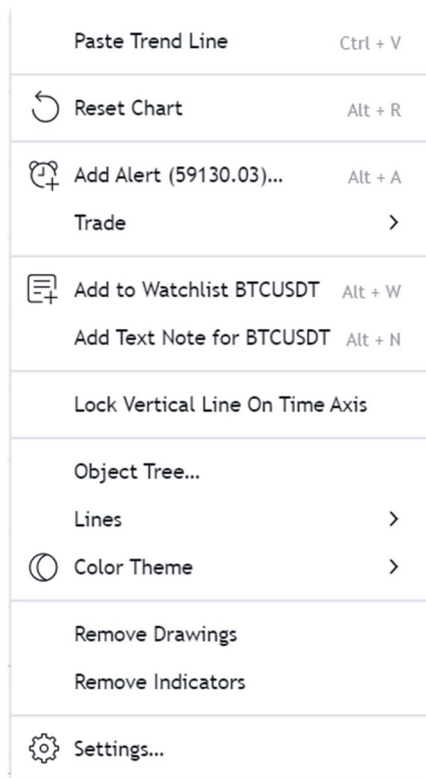 Paste Trend Line Ctrl + V
Reset Chart Alt + R
Add Alert (59130.03)... Alt + A
Trade
Add to Watchlist BTCUSDT Alt + W
Add Text Note for BTCUSDT Alt + N
Lock Vertical Line On Time Axis
Object Tree...
Lines
Color Theme
Remove Drawings
Remove Indicators
Settings...